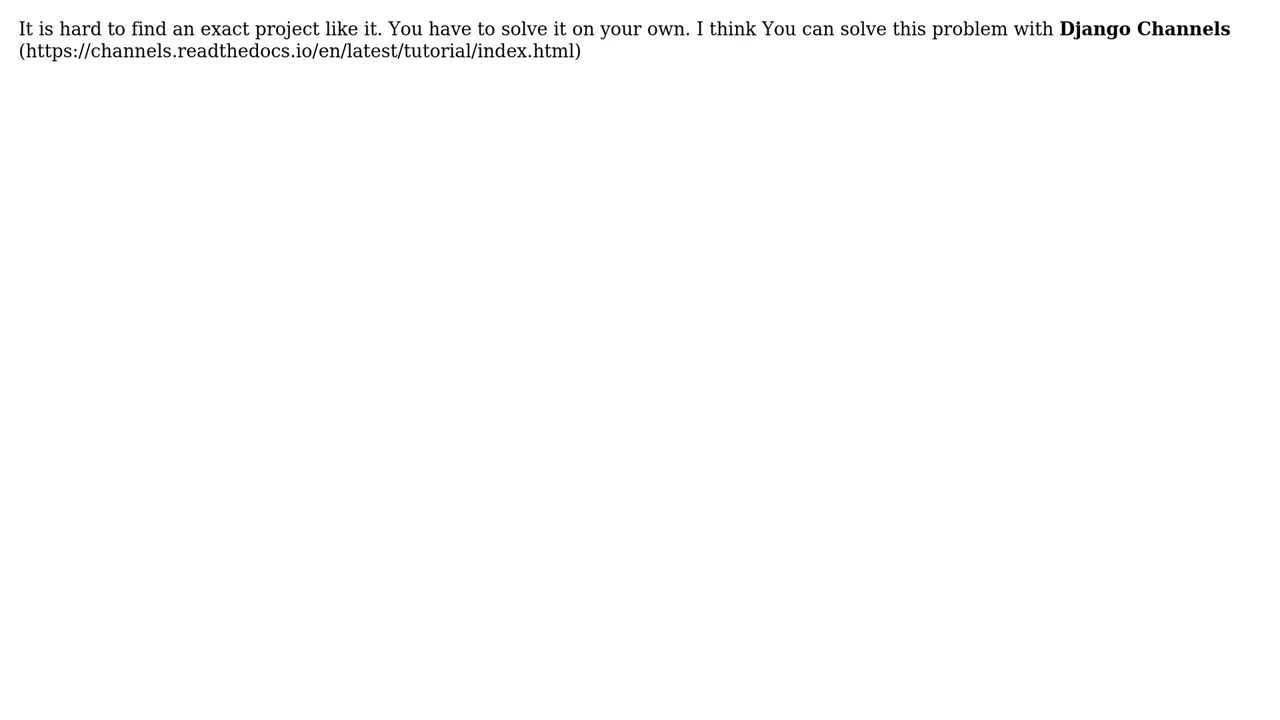 It is hard to find an exact project like it. You have to solve it on your own. I think You can solve this problem with Django Channels
(https://channels.readthedocs.io/en/latest/tutorial/index.html)